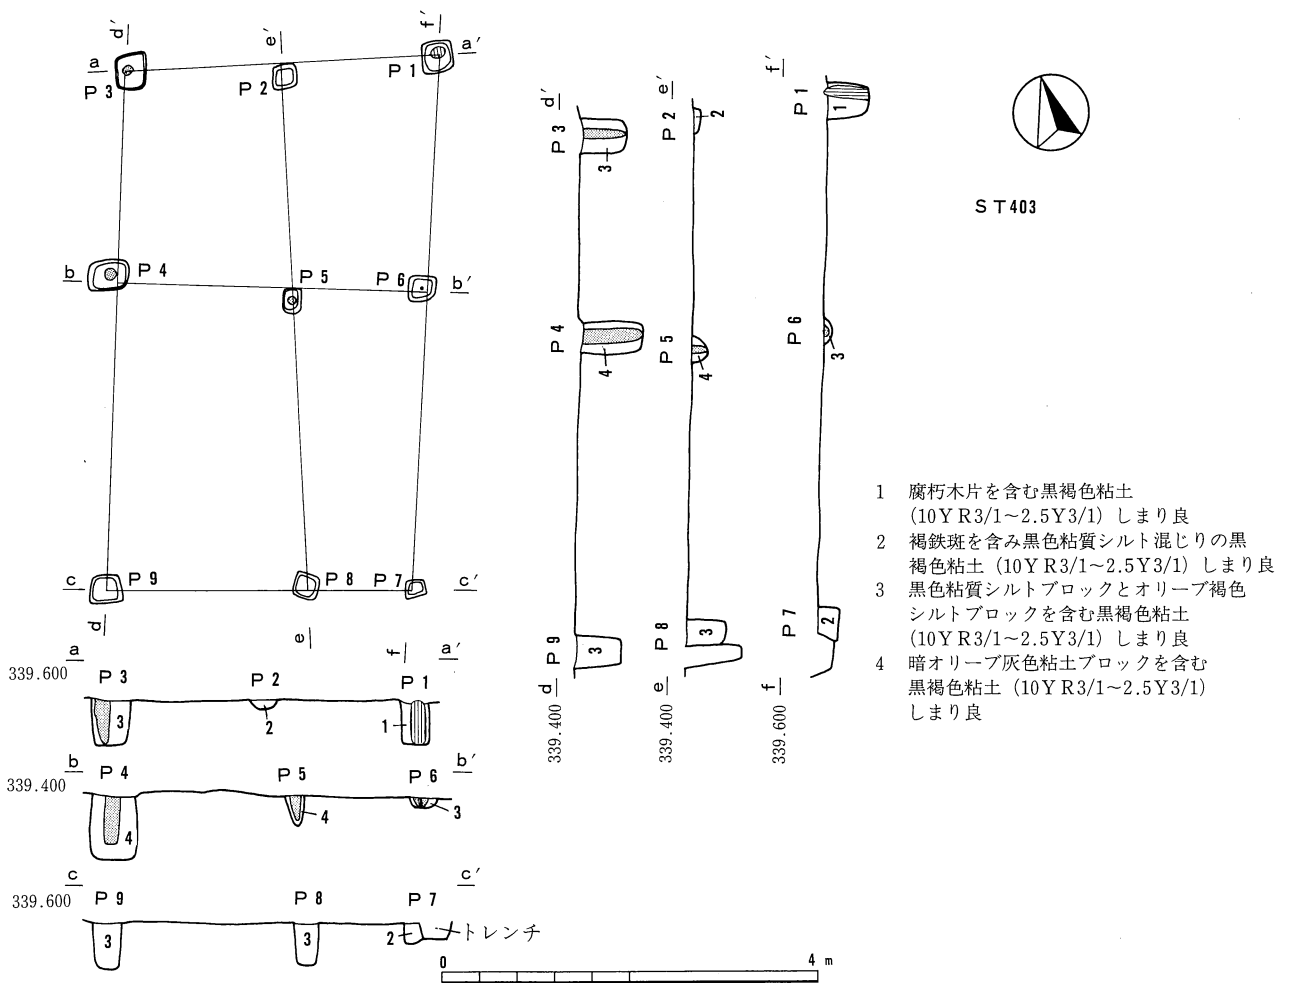 d′
e′
f′
a
a′
P 3
P 2
P 1
b
P 4
P 5
P 6
b′
c
P 9
P 8
P 7
c′
d
e
f
a
a′
339.600
P 3
P 2
P 1
3
2
1
b
b′
339.400
P 4
P 5
P 6
4
4
3
c
c′
339.600
P 9
P 8
P 7
3
3
2
トレンチ
0
4 m
d′
P 3
3
P 4
4
P 9
3
d
339.400
e′
P 2
2
P 5
4
P 8
3
e
339.400
f′
P 1
1
P 6
3
P 7
2
f
339.600
ST403
1 腐朽木片を含む黒褐色粘土
(10YR3/1~2.5Y3/1) しまり良
2 褐鉄斑を含み黒色粘質シルト混じりの黒
褐色粘土 (10YR3/1~2.5Y3/1) しまり良
3 黒色粘質シルトブロックとオリーブ褐色
シルトブロックを含む黒褐色粘土
(10YR3/1~2.5Y3/1) しまり良
4 暗オリーブ灰色粘土ブロックを含む
黒褐色粘土 (10YR3/1~2.5Y3/1)
しまり良